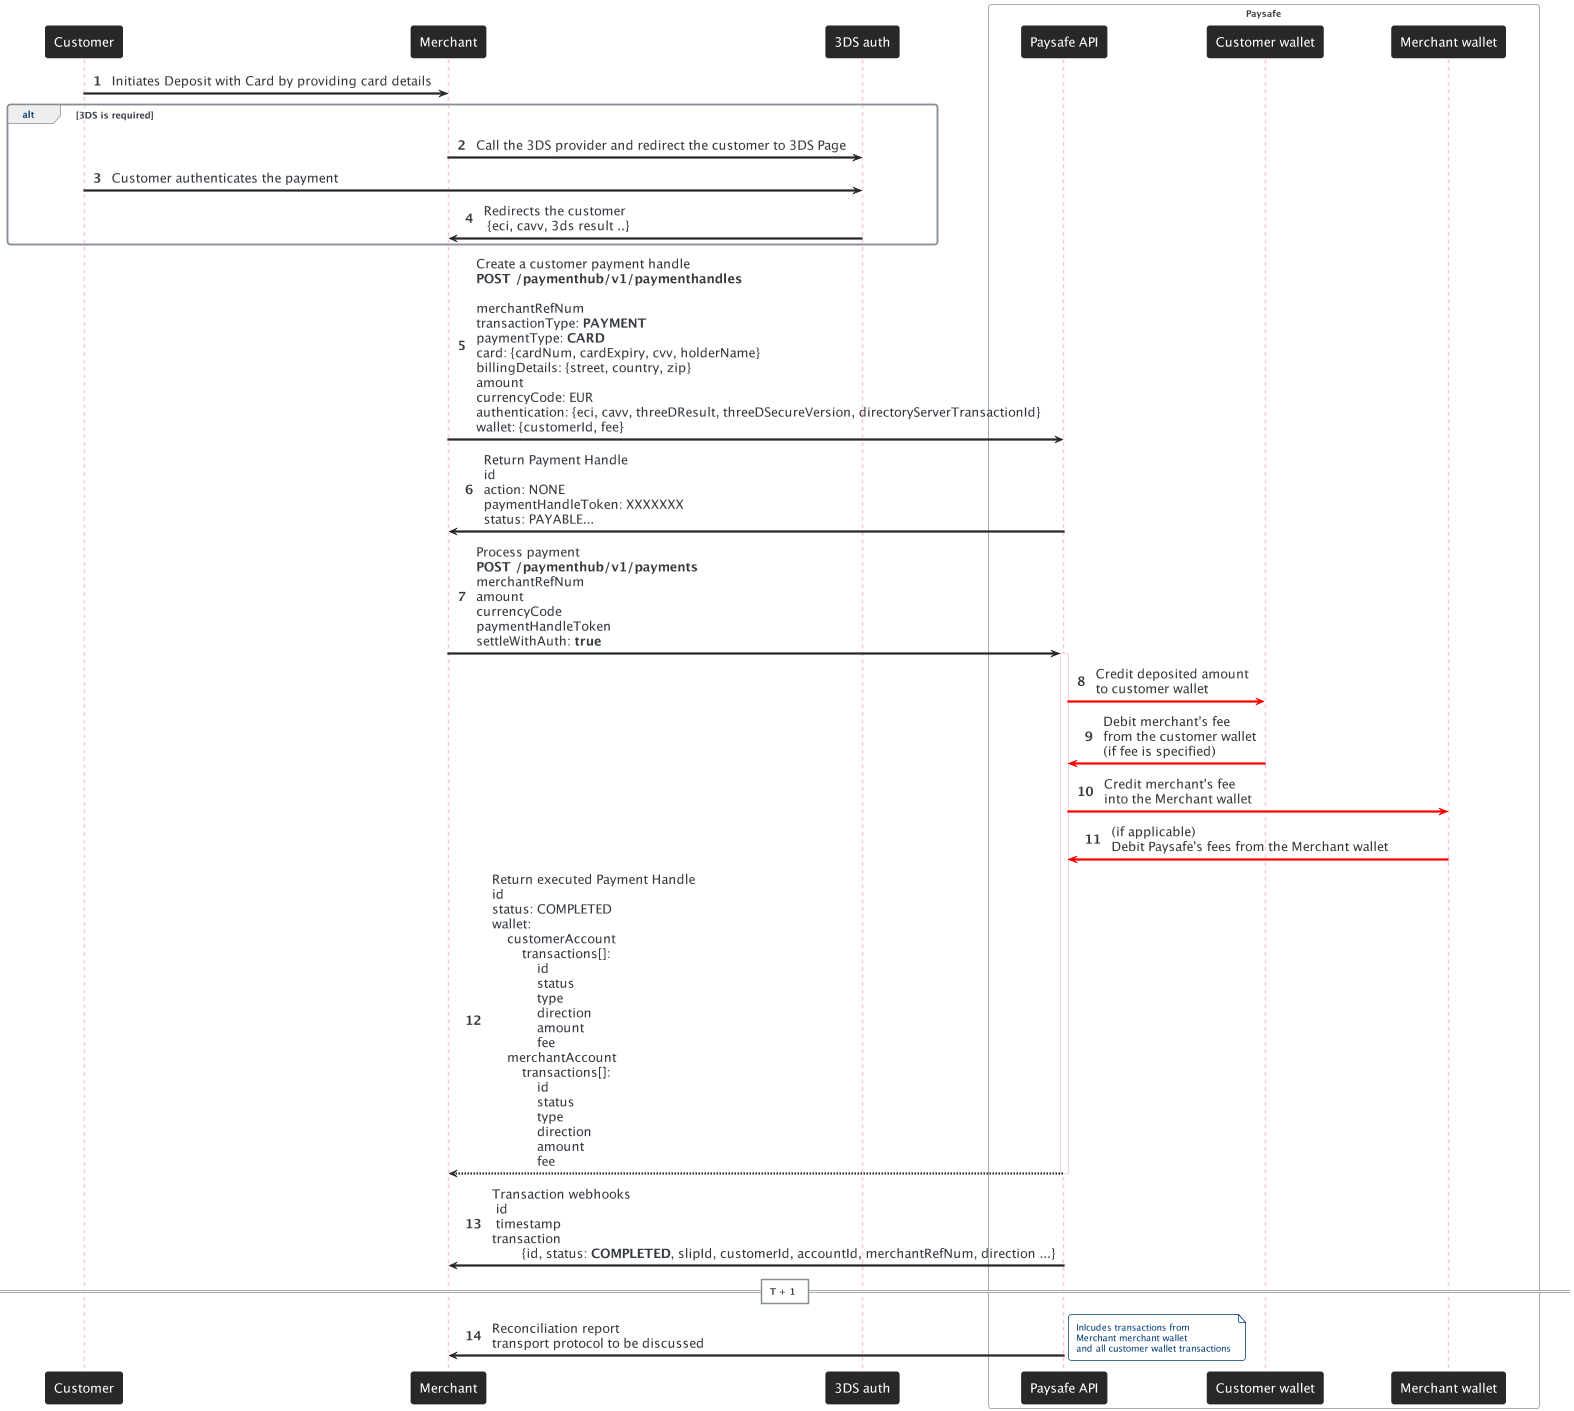 Paysafe
Customer
Merchant
3DS auth
Paysafe API
Customer wallet
Merchant wallet
1 Initiates Deposit with Card by providing card details
alt [3DS is required]
2 Call the 3DS provider and redirect the customer to 3DS Page
3 Customer authenticates the payment
Redirects the customer
4 {eci, cavv, 3ds result ..}
Create a customer payment handle
POST /paymenthub/v1/paymenthandles
merchantRefNum
transactionType: PAYMENT
paymentType: CARD
5
card: {cardNum, cardExpiry, cvv, holderName}
billingDetails: {street, country, zip}
amount
currencyCode: EUR
authentication: {eci, cavv, threeDResult, threeDSecureVersion, directoryServerTransactionId}
wallet: {customerId, fee}
Return Payment Handle
id
6 action: NONE
paymentHandleToken: XXXXXXX
status: PAYABLE...
Process payment
POST /paymenthub/v1/payments
merchantRefNum
7 amount
currencyCode
paymentHandleToken
settleWithAuth: true
8 Credit deposited amount
to customer wallet
Debit merchant's fee
9 from the customer wallet
(if fee is specified)
10 Credit merchant's fee
into the Merchant wallet
11 (if applicable)
Debit Paysafe's fees from the Merchant wallet
Return executed Payment Handle
id
status: COMPLETED
wallet:
customerAccount
transactions[]:
id
status
type
direction
12 amount
fee
merchantAccount
transactions[]:
id
status
type
direction
amount
fee
Transaction webhooks
id
13 timestamp
transaction
{id, status: COMPLETED, slipId, customerId, accountId, merchantRefNum, direction ...}
T + 1
14 Reconciliation report
transport protocol to be discussed
Inlcudes transactions from
Merchant merchant wallet
and all customer wallet transactions
Customer
Merchant
3DS auth
Paysafe API
Customer wallet
Merchant wallet